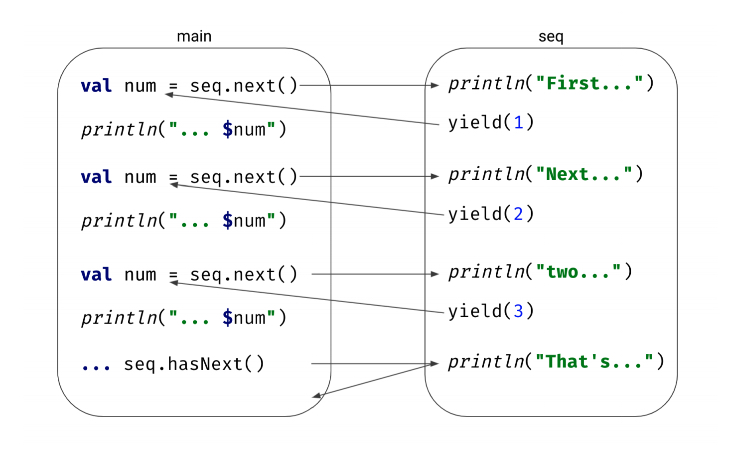 main
val num = seq.next()
println("... $num")
val num = seq.next()
println("... $num")
val num = seq.next()
println("... $num")
... seq.hasNext()
seq
println("First...")
yield(1)
println("Next...")
yield(2)
println("two...")
yield(3)
println("That's...")